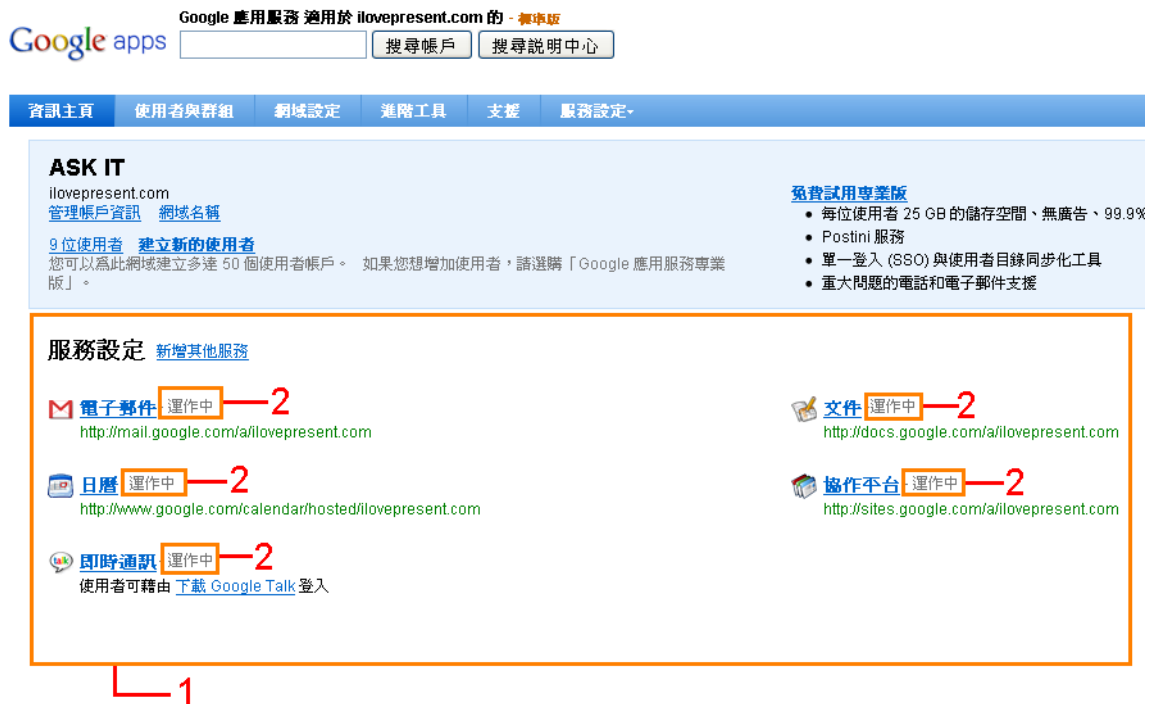 Google 應用服務 適用於 ilovepresent.com 的 - 標準版
Google apps 搜尋帳戶 搜尋說明中心
資訊主頁 使用者與群組 網域設定 進階工具 支援 服務設定
ASK IT
ilovepresent.com
管理帳戶資訊 網域名稱
9 位使用者 建立新的使用者
您可以為此網域建立多達 50 個使用者帳戶。 如果您想增加使用者，請選購「Google 應用服務專業
版」。
免費試用專業版
• 每位使用者 25 GB 的儲存空間、無廣告、99.9%
• Postini 服務
• 單一登入 (SSO) 與使用者目錄同步化工具
• 重大問題的電話和電子郵件支援
服務設定 新增其他服務
電子郵件 - 運作中 2
http://mail.google.com/a/ilovepresent.com
文件 - 運作中 2
http://docs.google.com/a/ilovepresent.com
日曆 運作中 2
http://www.google.com/calendar/hosted/ilovepresent.com
協作平台 - 運作中 2
http://sites.google.com/a/ilovepresent.com
即時通訊 - 運作中 2
使用者可藉由 下載 Google Talk 登入
1